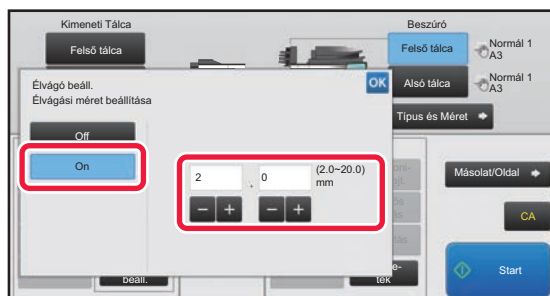 Kimeneti Tálca
Beszúró
Felső tálca
Felső tálca
Normál 1
A3
Élvágó beáll.
OK
Alsó tálca
Normál 1
A3
Élvágási méret beállítása
Típus és Méret
Off
On
2 . 0 (2.0~20.0)
mm
Másolat/Oldal
CA
Start
beáll.
tek